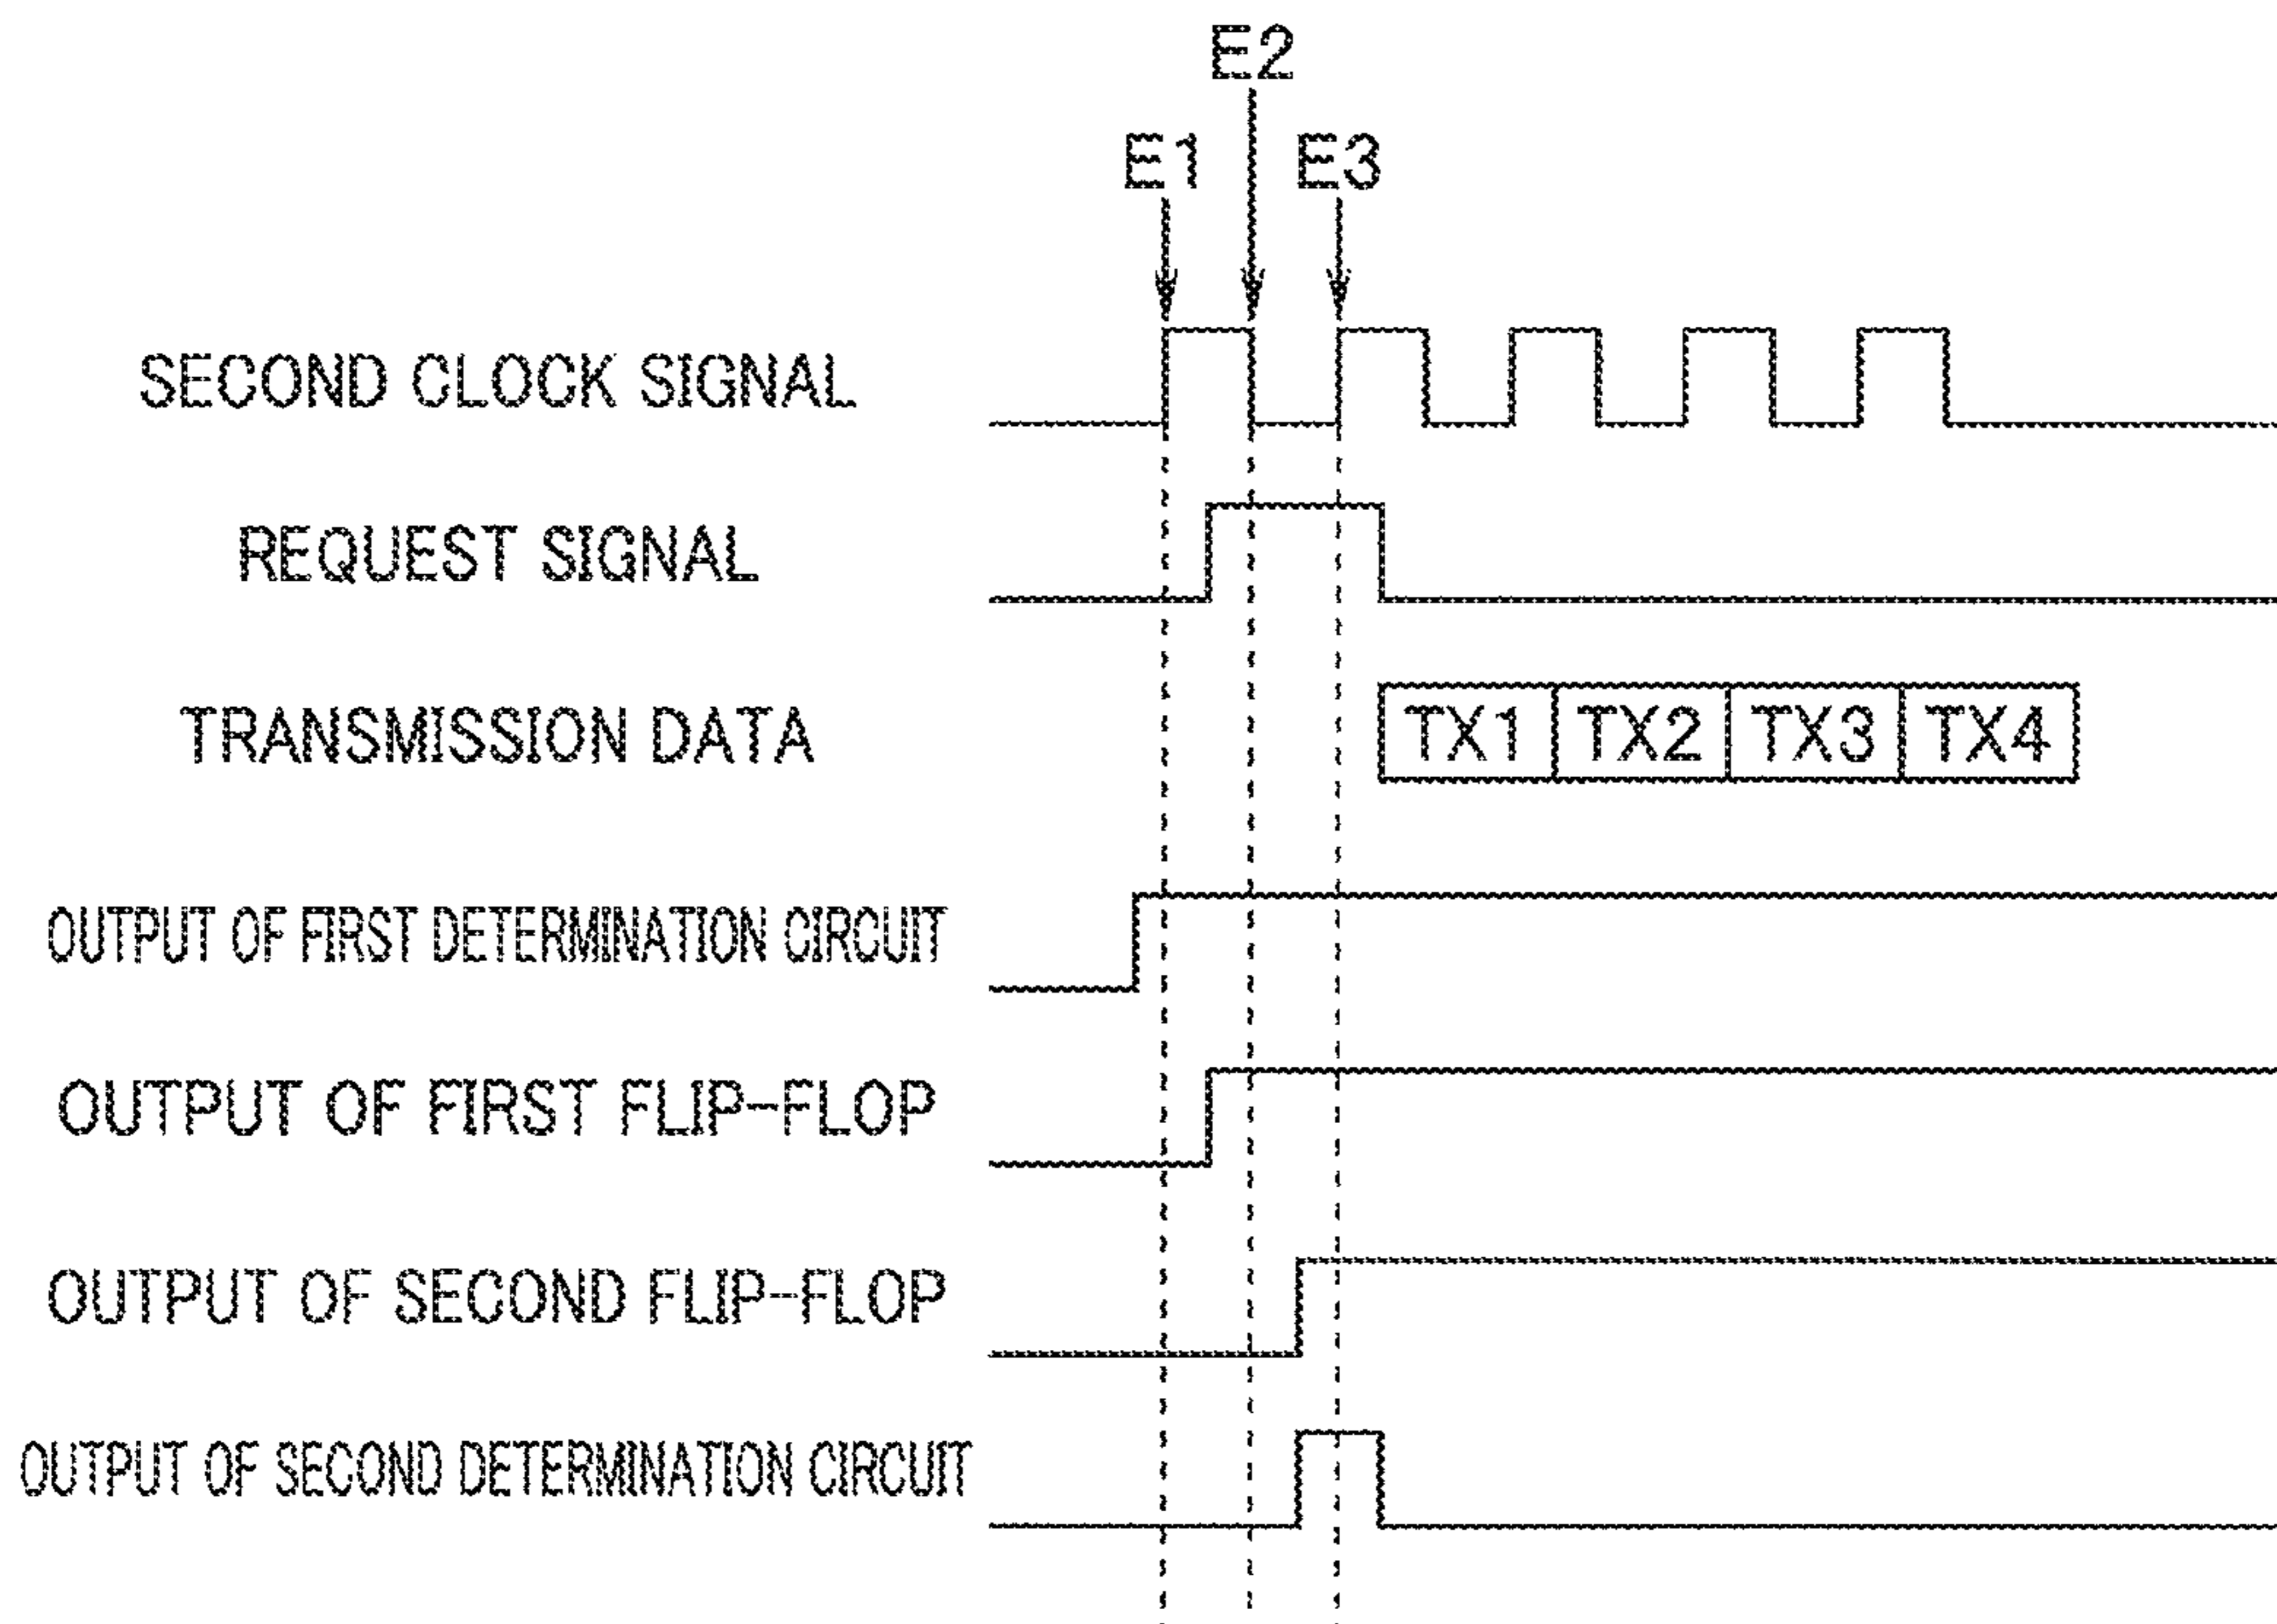 E2
E1 E3
SECOND CLOCK SIGNAL
REQUEST SIGNAL
TRANSMISSION DATA
TX1 TX2 TX3 TX4
OUTPUT OF FIRST DETERMINATION CIRCUIT
OUTPUT OF FIRST FLIP-FLOP
OUTPUT OF SECOND FLIP-FLOP
OUTPUT OF SECOND DETERMINATION CIRCUIT